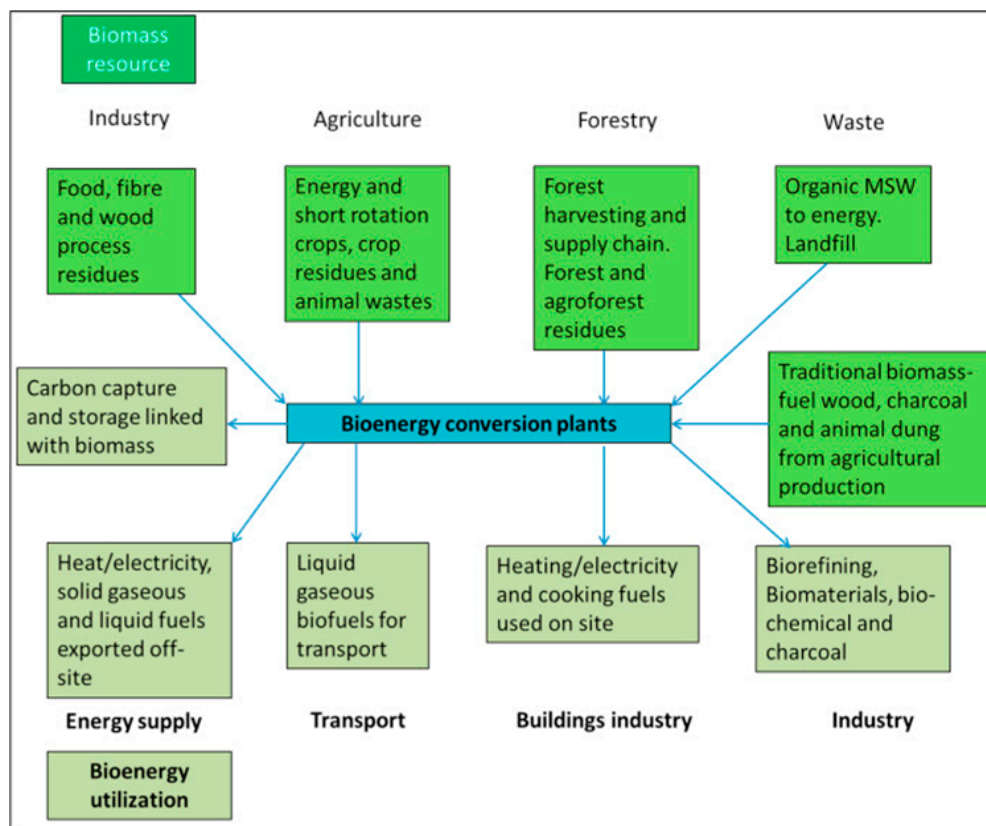 Biomass
resource
Industry
Agriculture
Forestry
Waste
Food, fibre
and wood
process
residues
Energy and
short rotation
crops, crop
residues and
animal wastes
Forest
harvesting and
supply chain.
Forest and
agroforest
residues
Organic MSW
to energy.
Landfill
Carbon capture
and storage linked
with biomass
Bioenergy conversion plants
Traditional biomass-
fuel wood, charcoal
and animal dung
from agricultural
production
Heat/electricity,
solid gaseous
and liquid fuels
exported off-
site
Liquid
gaseous
biofuels for
transport
Heating/electricity
and cooking fuels
used on site
Biorefining,
Biomaterials, bio-
chemical and
charcoal
Energy supply
Transport
Buildings industry
Industry
Bioenergy
utilization